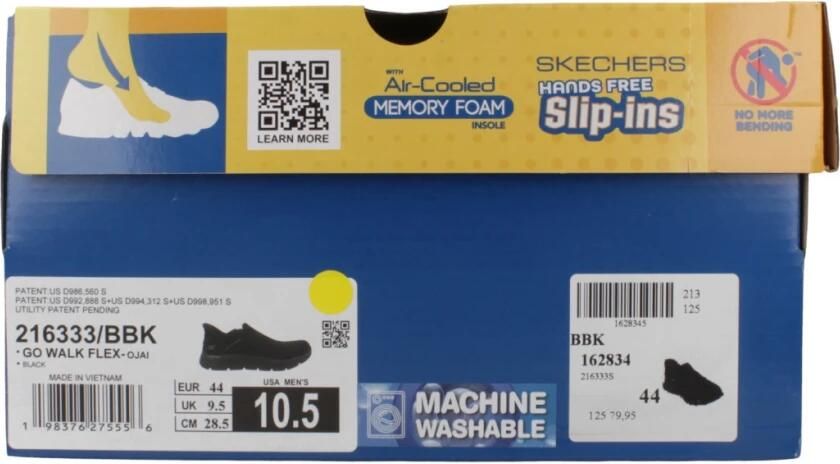 LEARN MORE
WITH
Air-Cooled
MEMORY FOAM
INSOLE
SKECHERS
HANDS FREE
Slip-ins
™
NO MORE
BENDING
PATENT:US D986,560 S
PATENT:US D992,888 S+US D994,312 S+US D998,951 S
UTILITY PATENT PENDING
216333/BBK
• GO WALK FLEX-OJAI
• BLACK
MADE IN VIETNAM
1 98376 27555 6
EUR 44
UK 9.5
CM 28.5
USA MEN'S
10.5
MACHINE
WASHABLE
1628345
213
125
BBK
162834
216333S
44
125 79,95